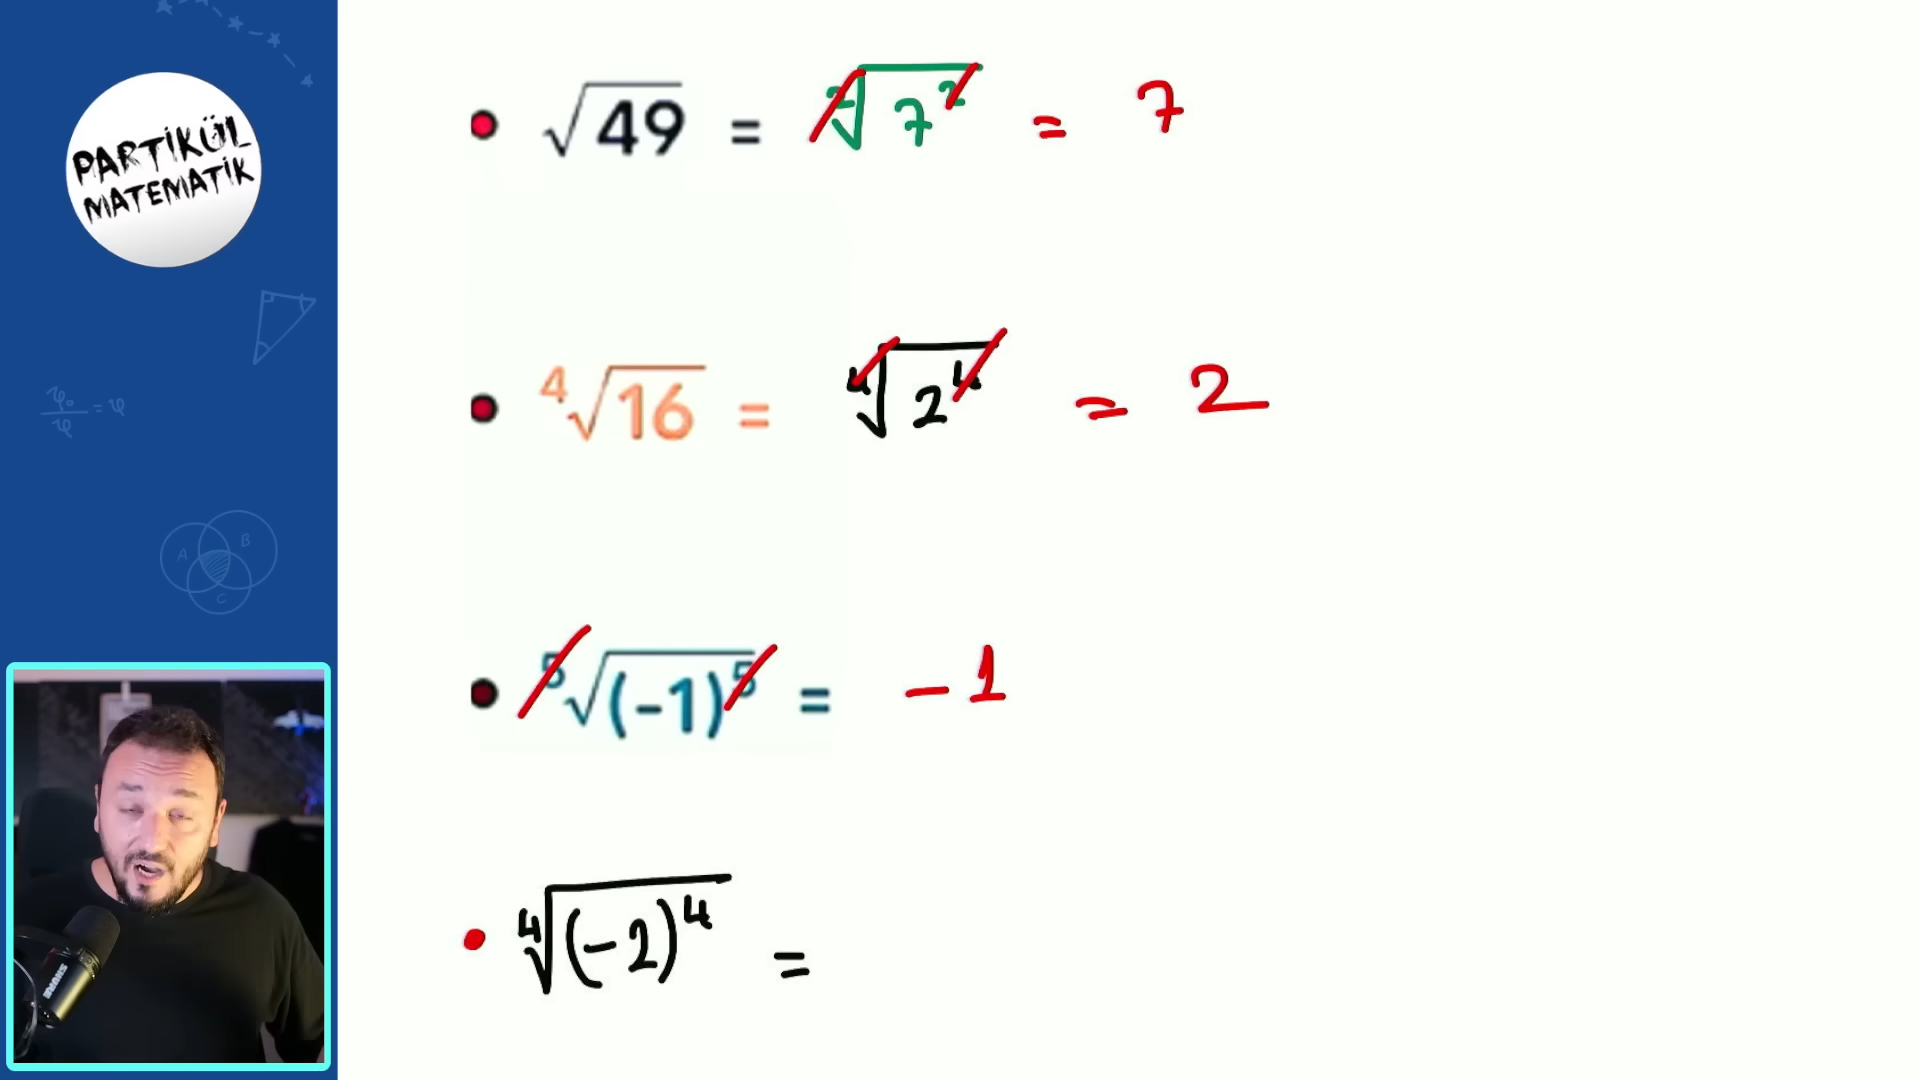 PARTİKÜL
MATEMATİK
• √49 = ²√7² = 7
• ⁴√16 = ⁴√2⁴ = 2
• ⁵√(-1)⁵ = -1
• ⁴√(-2)⁴ =
A B
C
SHURE